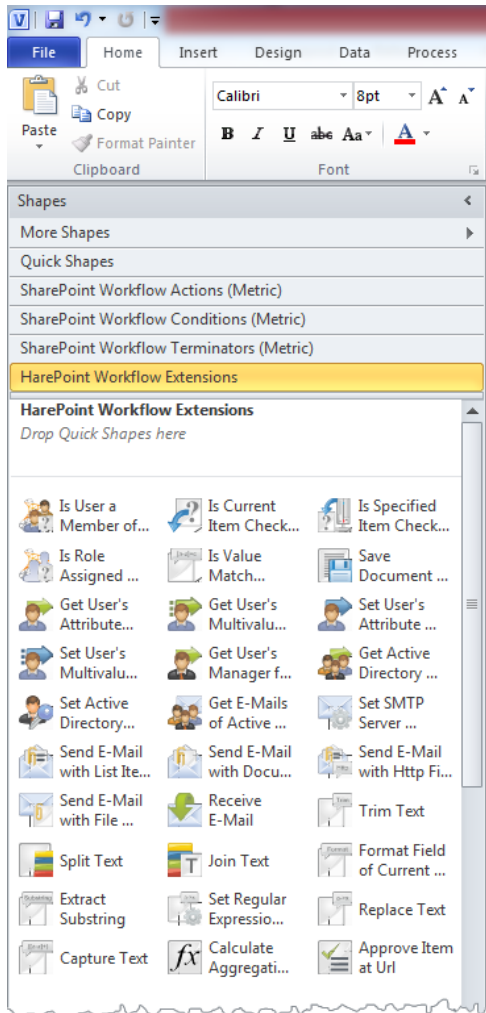 V
File Home Insert Design Data Process
Cut
Copy
Format Painter
Paste
Clipboard
Calibri 8pt A A
B I U abc Aa A
Font
Shapes
More Shapes
Quick Shapes
SharePoint Workflow Actions (Metric)
SharePoint Workflow Conditions (Metric)
SharePoint Workflow Terminators (Metric)
HarePoint Workflow Extensions
HarePoint Workflow Extensions
Drop Quick Shapes here
Is User a
Member of...
Is Current
Item Check...
Is Specified
Item Check...
Is Role
Assigned ...
Is Value
Match...
Save
Document ...
Get User's
Attribute...
Get User's
Multivalu...
Set User's
Attribute ...
Set User's
Multivalu...
Get User's
Manager f...
Get Active
Directory ...
Set Active
Directory...
Get E-Mails
of Active ...
Set SMTP
Server ...
Send E-Mail
with List Ite...
Send E-Mail
with Docu...
Send E-Mail
with Http Fi...
Send E-Mail
with File ...
Receive
E-Mail
Trim Text
Split Text
T
Join Text
Format Field
of Current ...
Extract
Substring
Set Regular
Expressio...
Replace Text
Capture Text
fx
Calculate
Aggregati...
Approve Item
at Url